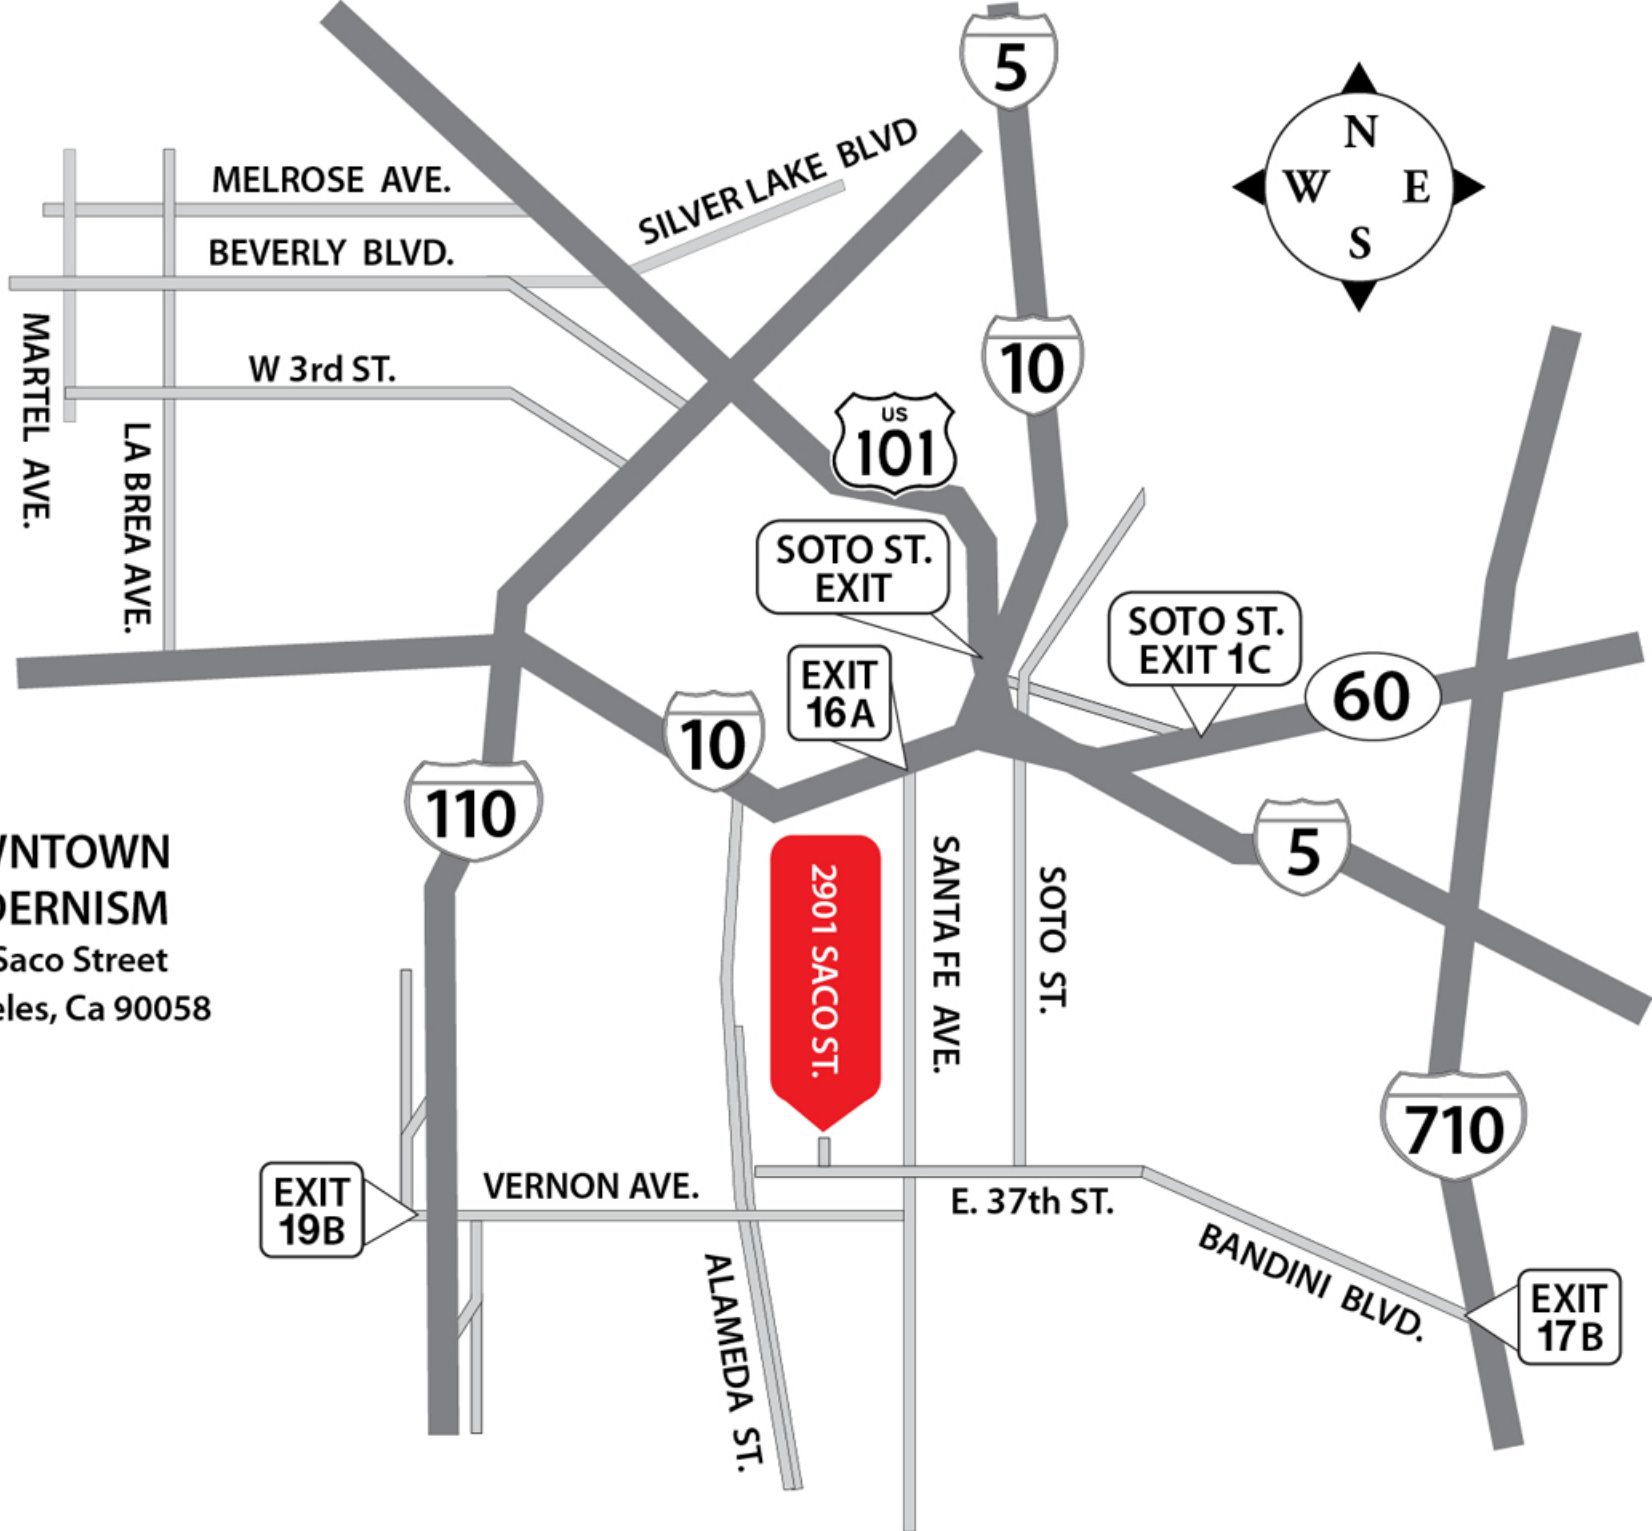 5
N
W E
S
SILVER LAKE BLVD
MELROSE AVE.
BEVERLY BLVD.
W 3rd ST.
MARTEL AVE.
LA BREA AVE.
10
US
101
SOTO ST.
EXIT
SOTO ST.
EXIT 1C
EXIT
16A
60
10
110
5
WNTOWN
DERNISM
Saco Street
eles, Ca 90058
2901 SACO ST.
SANTA FE AVE.
SOTO ST.
710
EXIT
19B
VERNON AVE.
E. 37th ST.
ALAMEDA ST.
BANDINI BLVD.
EXIT
17B